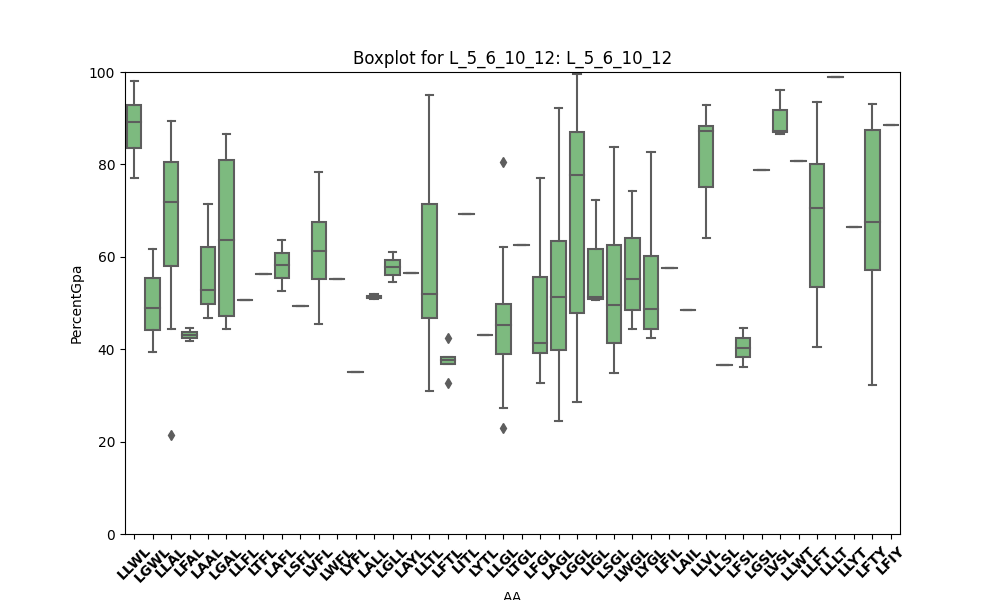 Boxplot for L_5_6_10_12: L_5_6_10_12
100
80
60
40
20
0
PercentGpa
LLWL LGWL LLAL LFAL LAAL LGAL LLFL LTFL LAFL LSFL LVFL LWFL LYFL LALL LGLL LAYL LLTL LFTL LITL LYTL LLGL LTGL LFGL LAGL LGGL LIGL LSGL LWGL LYGL LFIL LAIL LLVL LLSL LFSL LGSL LVSL LLWT LLFT LLLT LLYT LFTY LFIY
AA